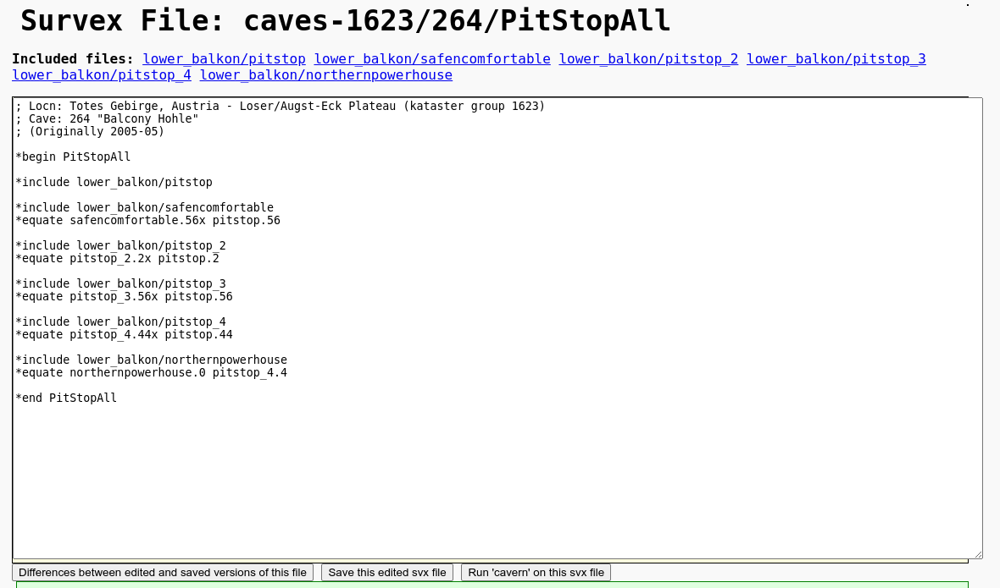 Survex File: caves-1623/264/PitStopAll
Included files: lower_balkon/pitstop lower_balkon/safencomfortable lower_balkon/pitstop_2 lower_balkon/pitstop_3
lower_balkon/pitstop_4 lower_balkon/northernpowerhouse
; Locn: Totes Gebirge, Austria - Loser/Augst-Eck Plateau (kataster group 1623)
; Cave: 264 "Balcony Hohle"
; (Originally 2005-05)
*begin PitStopAll
*include lower_balkon/pitstop
*include lower_balkon/safencomfortable
*equate safencomfortable.56x pitstop.56
*include lower_balkon/pitstop_2
*equate pitstop_2.2x pitstop.2
*include lower_balkon/pitstop_3
*equate pitstop_3.56x pitstop.56
*include lower_balkon/pitstop_4
*equate pitstop_4.44x pitstop.44
*include lower_balkon/northernpowerhouse
*equate northernpowerhouse.0 pitstop_4.4
*end PitStopAll
Differences between edited and saved versions of this file Save this edited svx file Run 'cavern' on this svx file